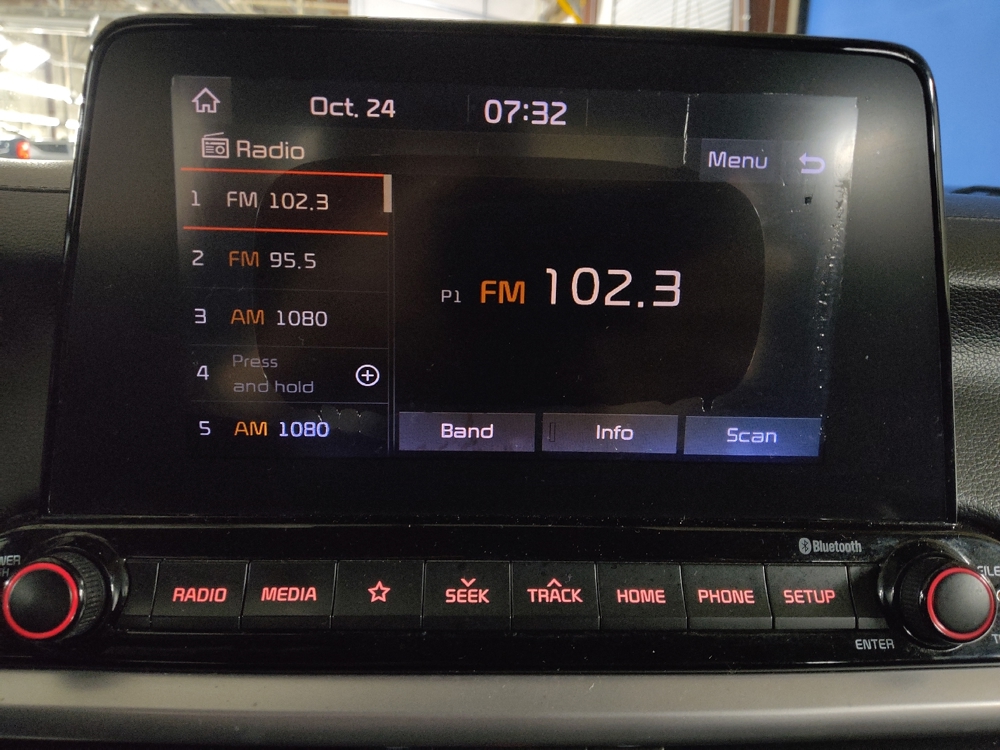 Oct. 24 07:32
Radio
Menu
1 FM 102.3
2 FM 95.5
3 AM 1080
4 Press and hold
5 AM 1080
P1 FM 102.3
Band Info Scan
Bluetooth
RADIO MEDIA SEEK TRACK HOME PHONE SETUP
ENTER